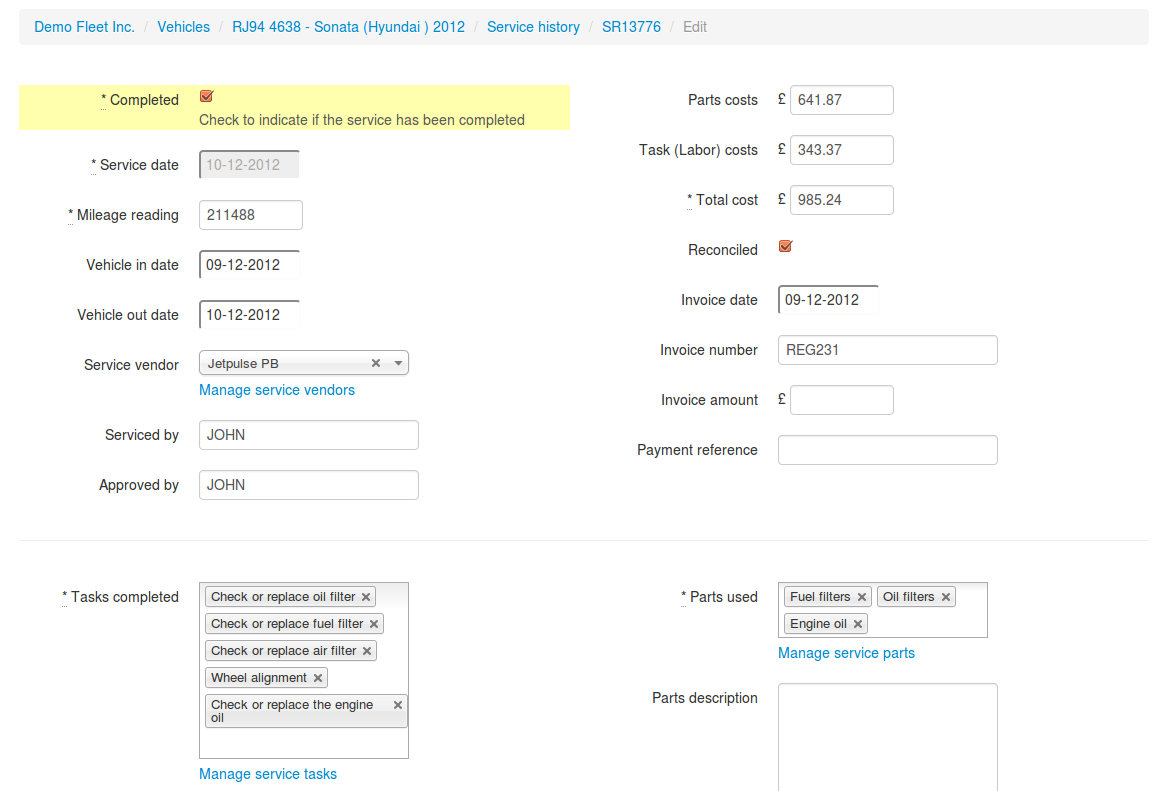 Demo Fleet Inc. / Vehicles / RJ94 4638 - Sonata (Hyundai ) 2012 / Service history / SR13776 / Edit
* Completed
Check to indicate if the service has been completed
* Service date 10-12-2012
* Mileage reading 211488
Vehicle in date 09-12-2012
Vehicle out date 10-12-2012
Service vendor Jetpulse PB
Manage service vendors
Serviced by JOHN
Approved by JOHN
Parts costs £ 641.87
Task (Labor) costs £ 343.37
* Total cost £ 985.24
Reconciled
Invoice date 09-12-2012
Invoice number REG231
Invoice amount £
Payment reference
* Tasks completed
Check or replace oil filter
Check or replace fuel filter
Check or replace air filter
Wheel alignment
Check or replace the engine
oil
Manage service tasks
* Parts used
Fuel filters Oil filters
Engine oil
Manage service parts
Parts description